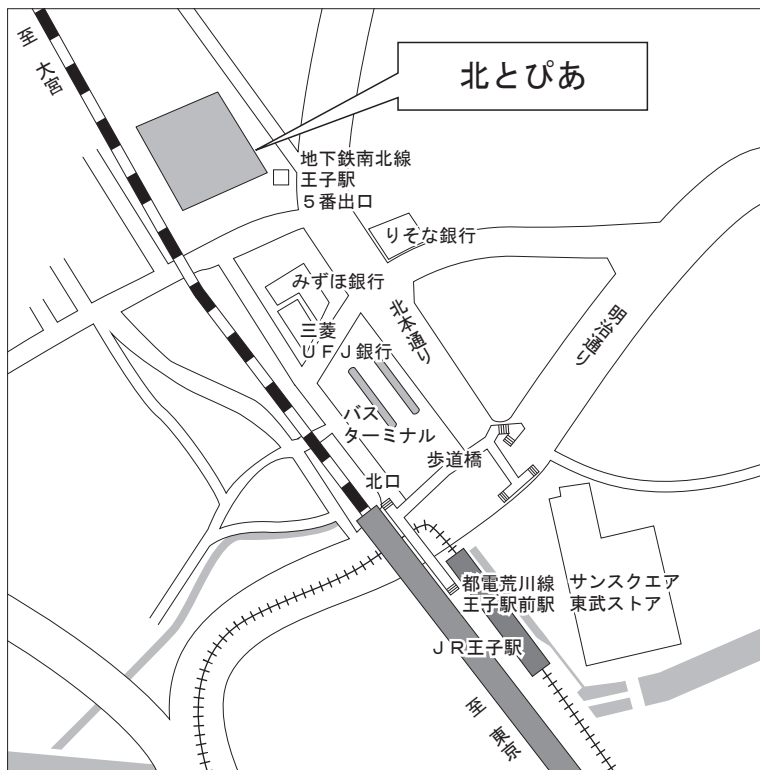 至
大宮
北とぴあ
地下鉄南北線
王子駅
５番出口
りそな銀行
みずほ銀行
三菱
ＵＦＪ銀行
北本通り
明治通り
バス
ターミナル
歩道橋
北口
都電荒川線
王子駅前駅
サンスクエア
東武ストア
ＪＲ王子駅
至
東京